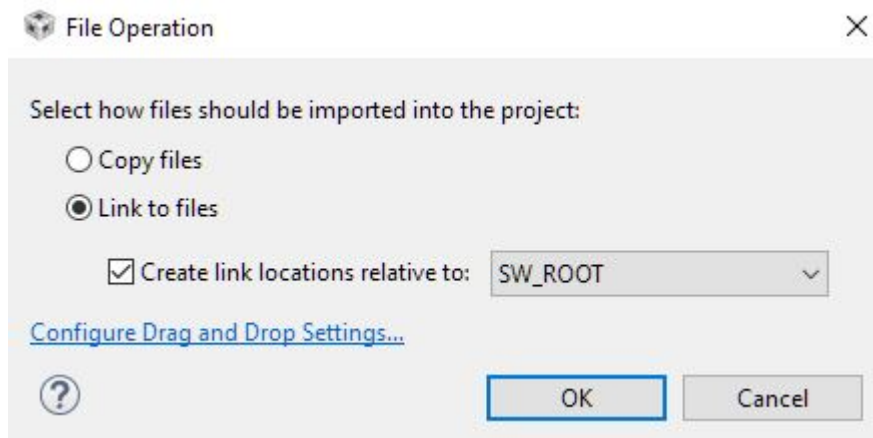 File Operation
Select how files should be imported into the project:
Copy files
Link to files
Create link locations relative to: SW_ROOT
Configure Drag and Drop Settings...
? OK Cancel